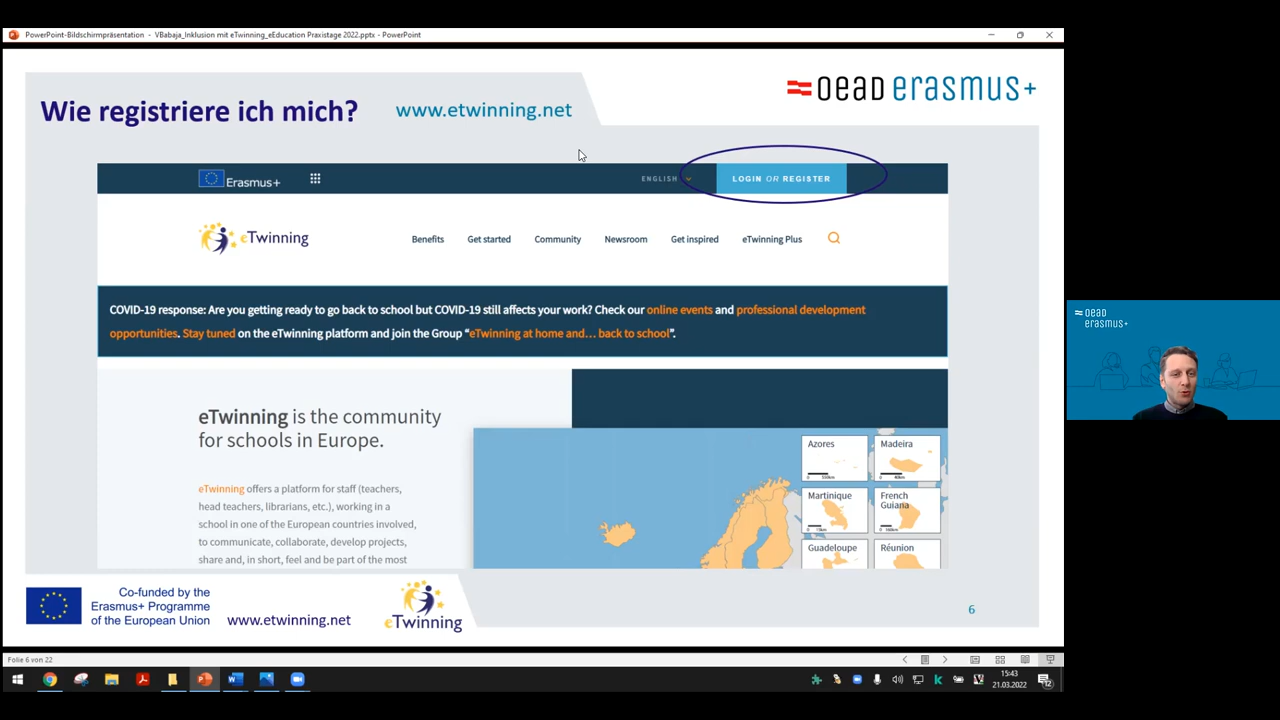 PowerPoint-Bildschirmpräsentation - VBabaja_Inklusion mit eTwinning_eEducation Praxistage 2022.pptx - PowerPoint
Wie registriere ich mich?
www.etwinning.net
OEAD erasmus+
Erasmus+
ENGLISH
LOGIN OR REGISTER
eTwinning
Benefits
Get started
Community
Newsroom
Get inspired
eTwinning Plus
COVID-19 response: Are you getting ready to go back to school but COVID-19 still affects your work? Check our online events and professional development
opportunities. Stay tuned on the eTwinning platform and join the Group “eTwinning at home and… back to school”.
eTwinning is the community
for schools in Europe.
eTwinning offers a platform for staff (teachers,
head teachers, librarians, etc.), working in a
school in one of the European countries involved,
to communicate, collaborate, develop projects,
share and, in short, feel and be part of the most
Azores
Madeira
Martinique
French
Guiana
Guadeloupe
Réunion
Co-funded by the
Erasmus+ Programme
of the European Union
www.etwinning.net
eTwinning
6
OEAD
erasmus+
Folie 6 von 22
15:43
21.03.2022
12